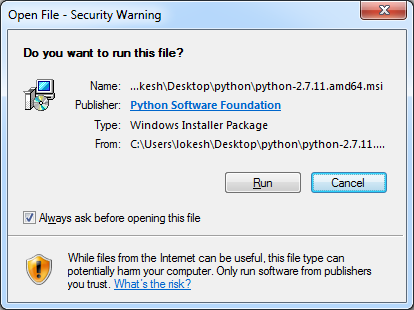 Open File - Security Warning
Do you want to run this file?
Name: ...kesh\Desktop\python\python-2.7.11.amd64.msi
Publisher: Python Software Foundation
Type: Windows Installer Package
From: C:\Users\lokesh\Desktop\python\python-2.7.11....
Run Cancel
Always ask before opening this file
While files from the Internet can be useful, this file type can
potentially harm your computer. Only run software from publishers
you trust. What's the risk?